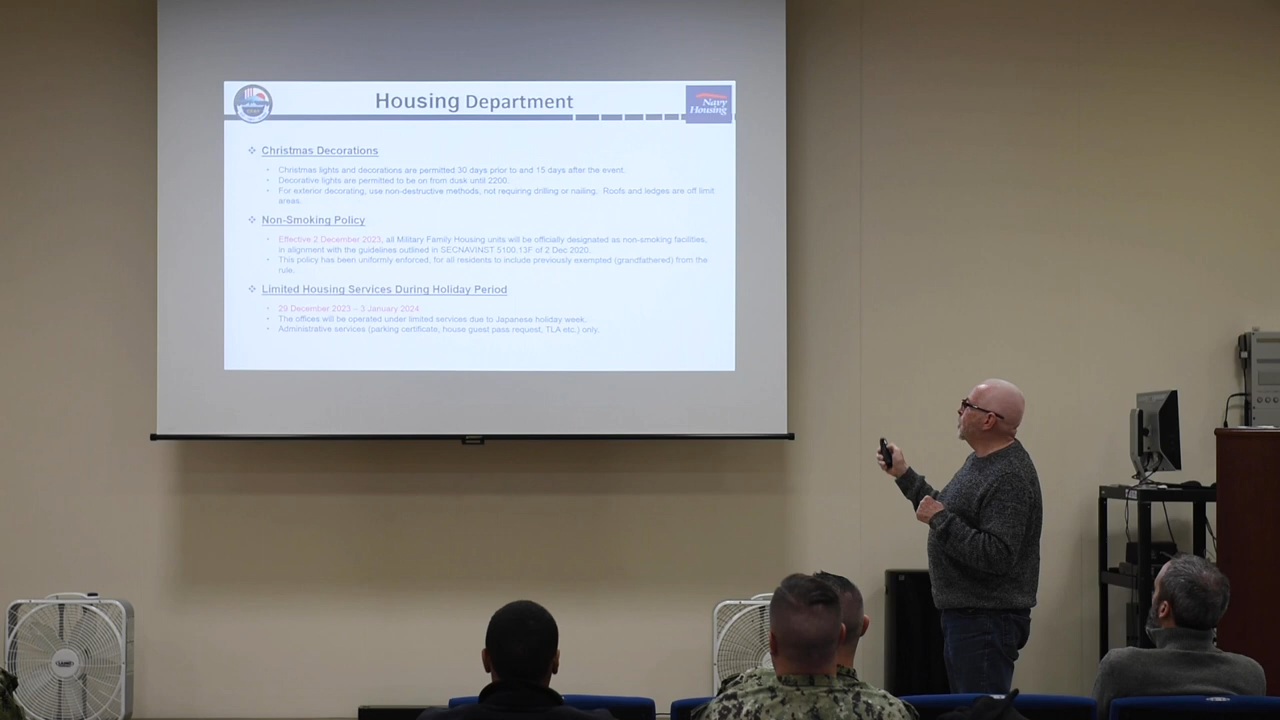 Housing Department
Navy
Housing
Christmas Decorations
Christmas lights and decorations are permitted 30 days prior to and 15 days after the event.
Decorative lights are permitted to be on from dusk until 2200.
For exterior decorating, use non-destructive methods, not requiring drilling or nailing. Roofs and ledges are off limit
areas.
Non-Smoking Policy
Effective 2 December 2023, all Military Family Housing units will be officially designated as non-smoking facilities,
in alignment with the guidelines outlined in SECNAVINST 5100.13F of 2 Dec 2020.
This policy has been uniformly enforced, for all residents to include previously exempted (grandfathered) from the
rule.
Limited Housing Services During Holiday Period
29 December 2023 – 3 January 2024
The offices will be operated under limited services due to Japanese holiday week.
Administrative services (parking certificate, house guest pass request, TLA etc.) only.
LASKO